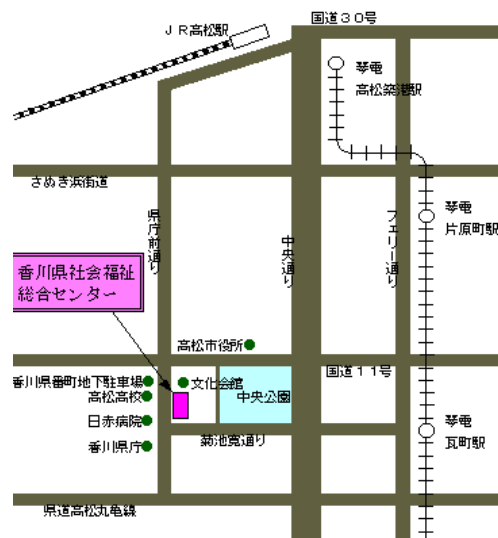 国道３０号
ＪＲ高松駅
琴電
高松築港駅
さぬき浜街道
県庁前通り
中央通り
フェリー通り
琴電
片原町駅
香川県社会福祉
総合センター
高松市役所
国道１１号
香川県番町地下駐車場
文化会館
高松高校
中央公園
日赤病院
菊池寛通り
香川県庁
琴電
瓦町駅
県道高松丸亀線